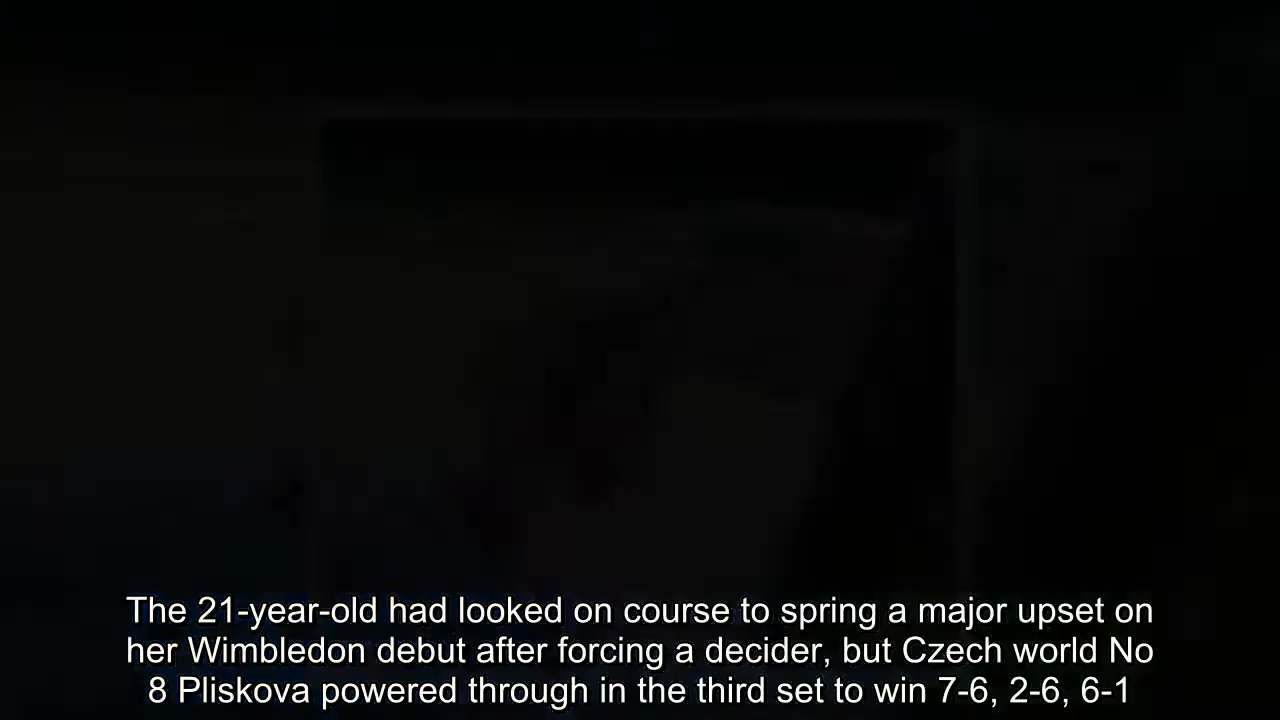 The 21-year-old had looked on course to spring a major upset on
her Wimbledon debut after forcing a decider, but Czech world No
8 Pliskova powered through in the third set to win 7-6, 2-6, 6-1